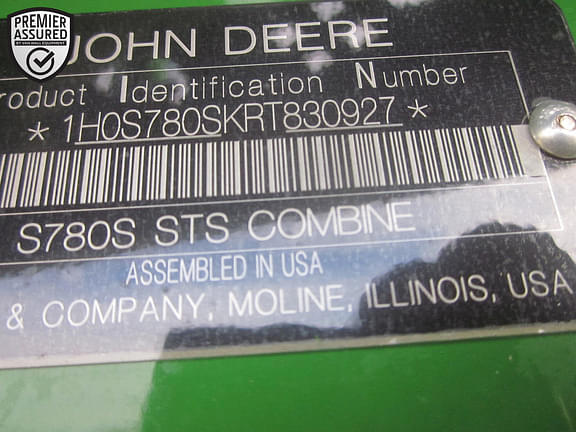 PREMIER
ASSURED
JOHN DEERE
roduct Identification Number
*1H0S780SKRT830927*
S780S STS COMBINE
ASSEMBLED IN USA
& COMPANY, MOLINE, ILLINOIS, USA